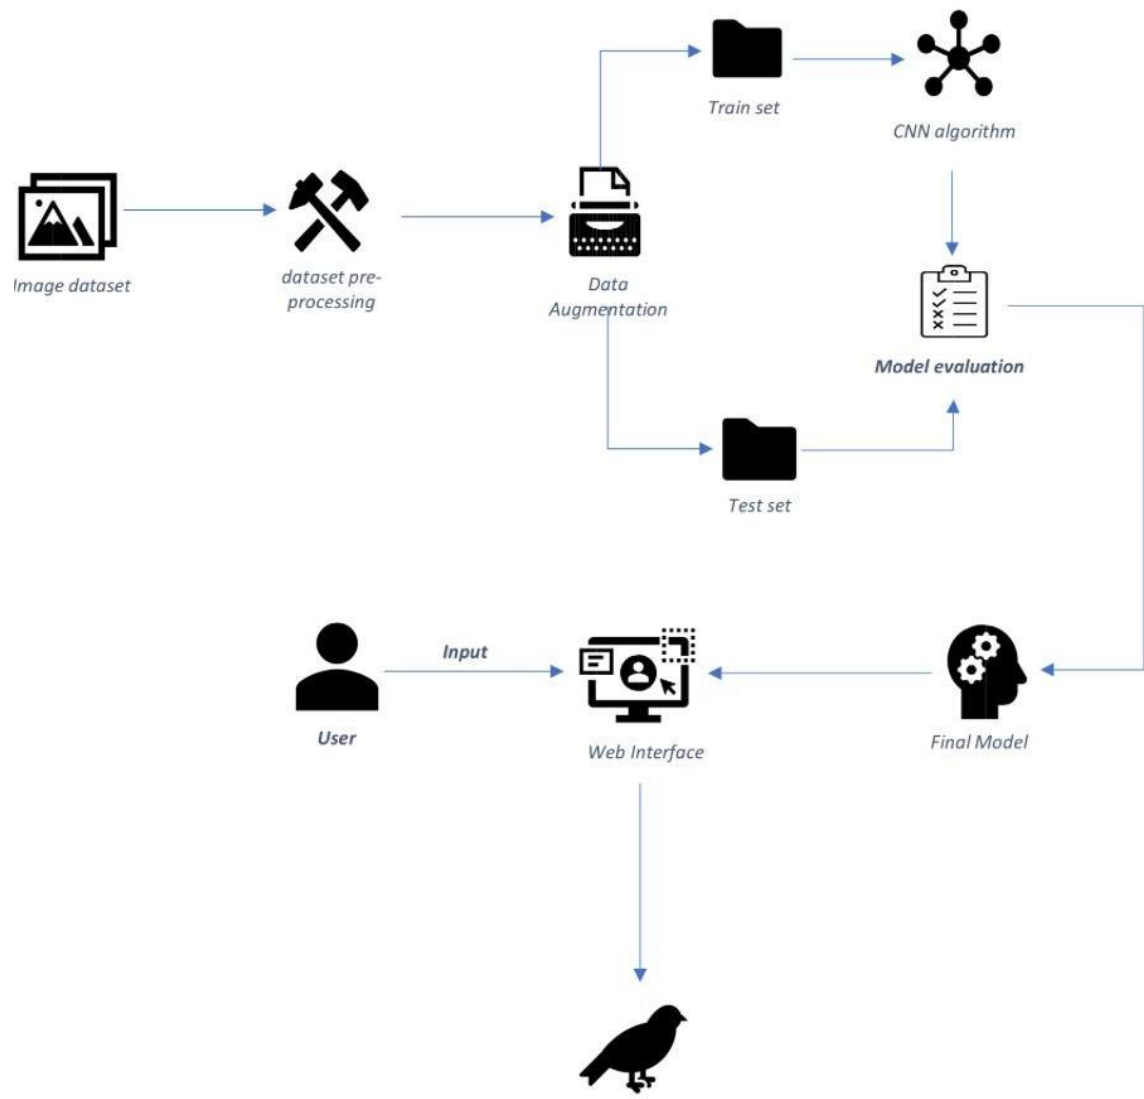 Train set
CNN algorithm
Image dataset
dataset pre-
processing
Data
Augmentation
Model evaluation
Test set
Input
User
Web Interface
Final Model